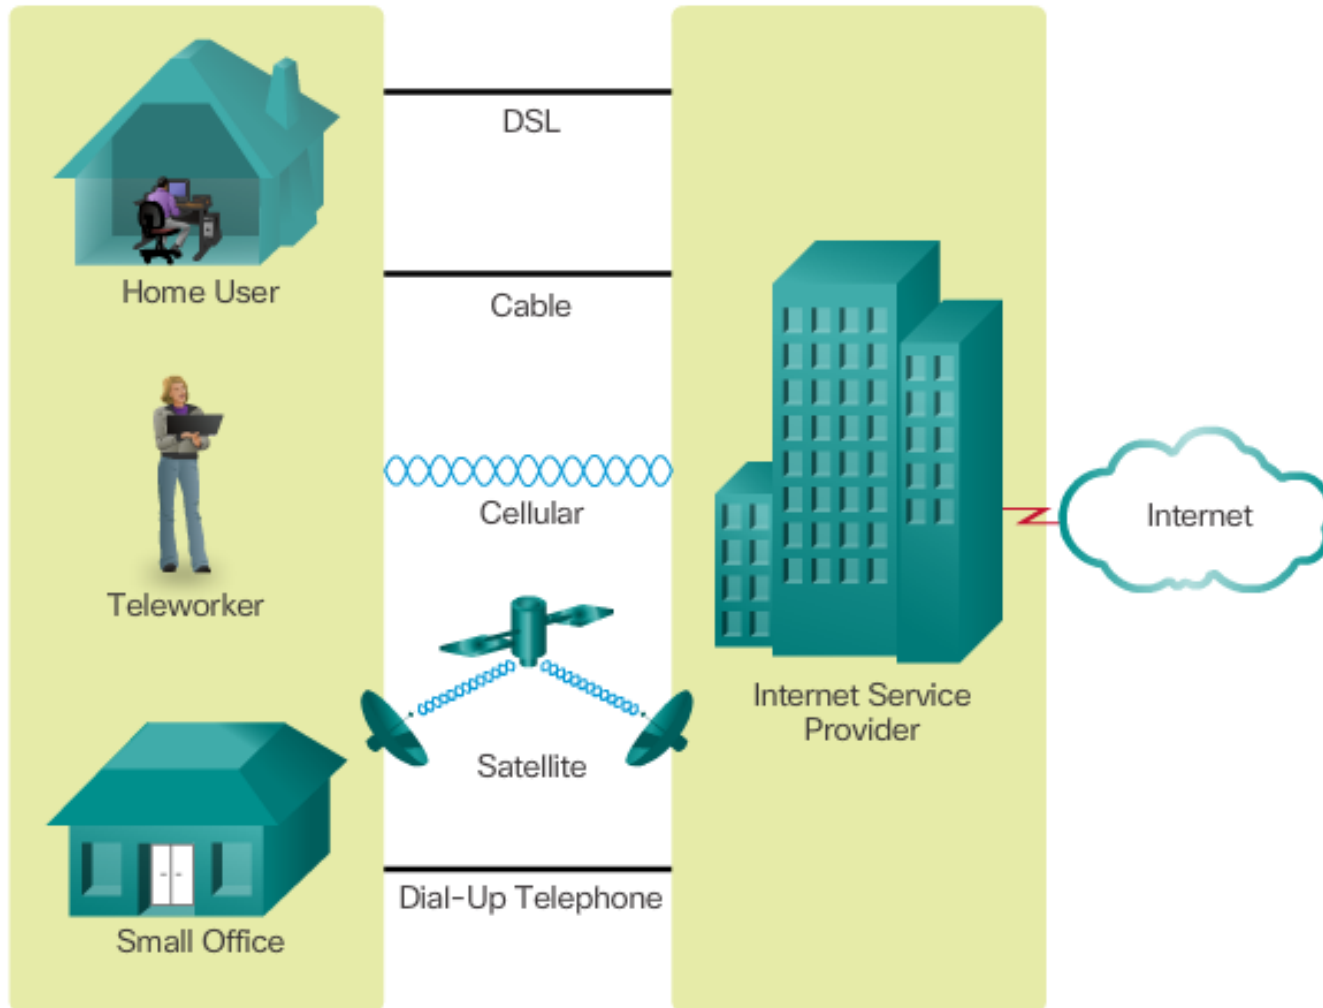 DSL
Home User
Cable
Cellular
Teleworker
Internet
Satellite
Internet Service
Provider
Dial-Up Telephone
Small Office